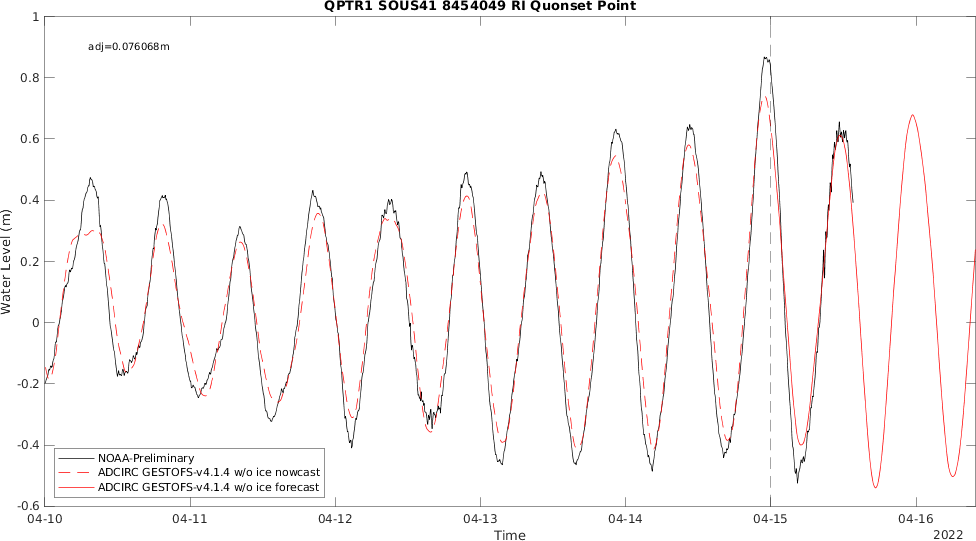 QPTR1 SOUS41 8454049 RI Quonset Point
adj=0.076068m
Water Level (m)
1
0.8
0.6
0.4
0.2
0
-0.2
-0.4
-0.6
NOAA-Preliminary
ADCIRC GESTOFS-v4.1.4 w/o ice nowcast
ADCIRC GESTOFS-v4.1.4 w/o ice forecast
04-10 04-11 04-12 04-13 04-14 04-15 04-16
Time
2022